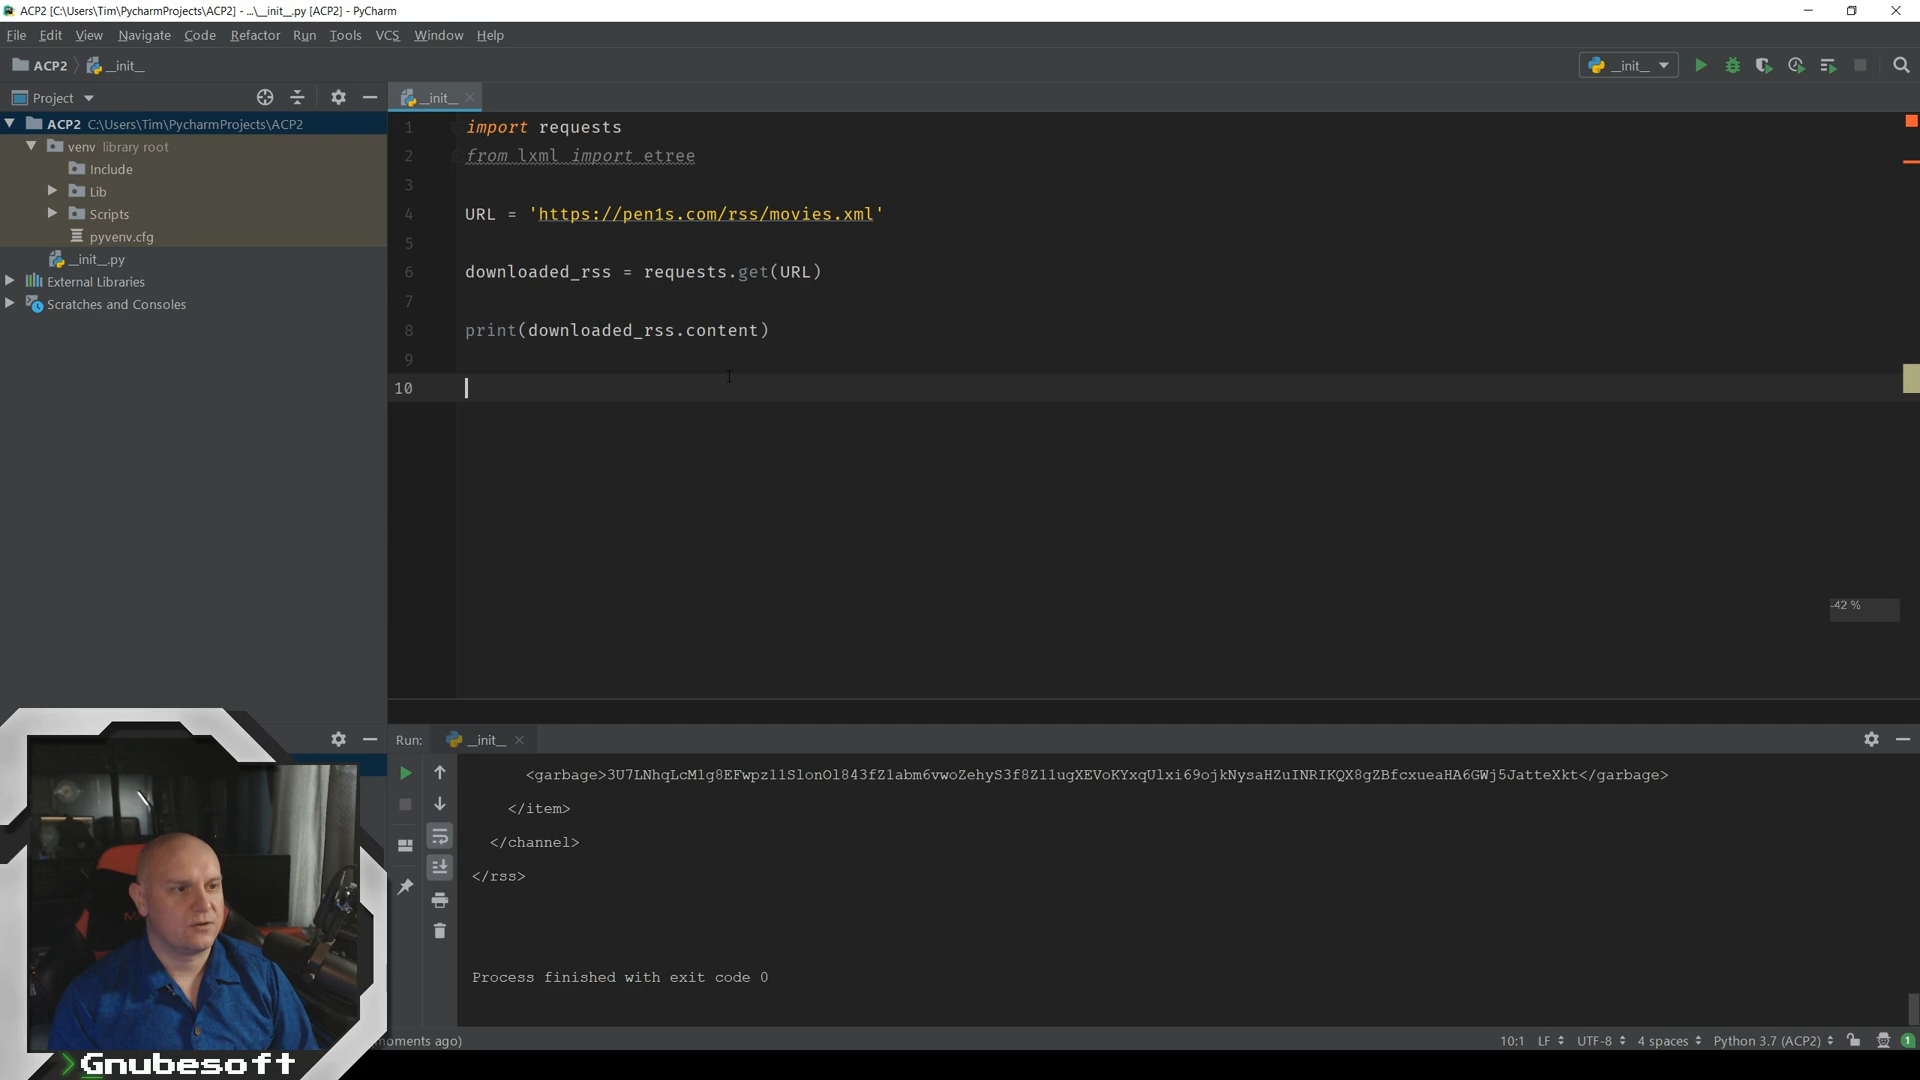 ACP2 [C:\Users\Tim\PycharmProjects\ACP2] - ...\__init__.py [ACP2] - PyCharm
File Edit View Navigate Code Refactor Run Tools VCS Window Help
ACP2 __init__
__init__
Project
__init__
ACP2 C:\Users\Tim\PycharmProjects\ACP2
venv library root
Include
Lib
Scripts
pyvenv.cfg
__init__.py
External Libraries
Scratches and Consoles
1 import requests
2 from lxml import etree
3
4 URL = 'https://pen1s.com/rss/movies.xml'
5
6 downloaded_rss = requests.get(URL)
7
8 print(downloaded_rss.content)
9
10
-42 %
Run: __init__
</item>
</channel>
</rss>
Process finished with exit code 0
moments ago)
10:1 LF UTF-8 4 spaces Python 3.7 (ACP2) 1
>Gnubesoft